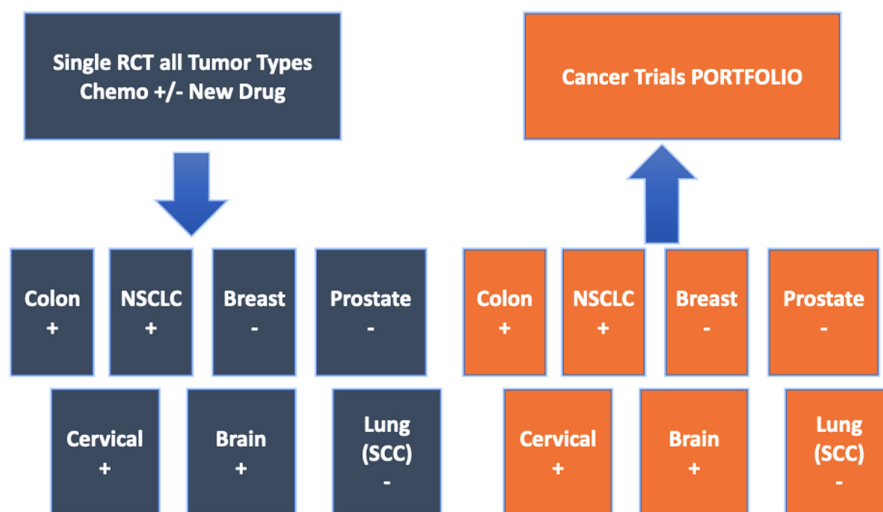 Single RCT all Tumor Types
Chemo +/- New Drug
Cancer Trials PORTFOLIO
Colon
+
NSCLC
+
Breast
-
Prostate
-
Colon
+
NSCLC
+
Breast
-
Prostate
-
Cervical
+
Brain
+
Lung
(SCC)
-
Cervical
+
Brain
+
Lung
(SCC)
-